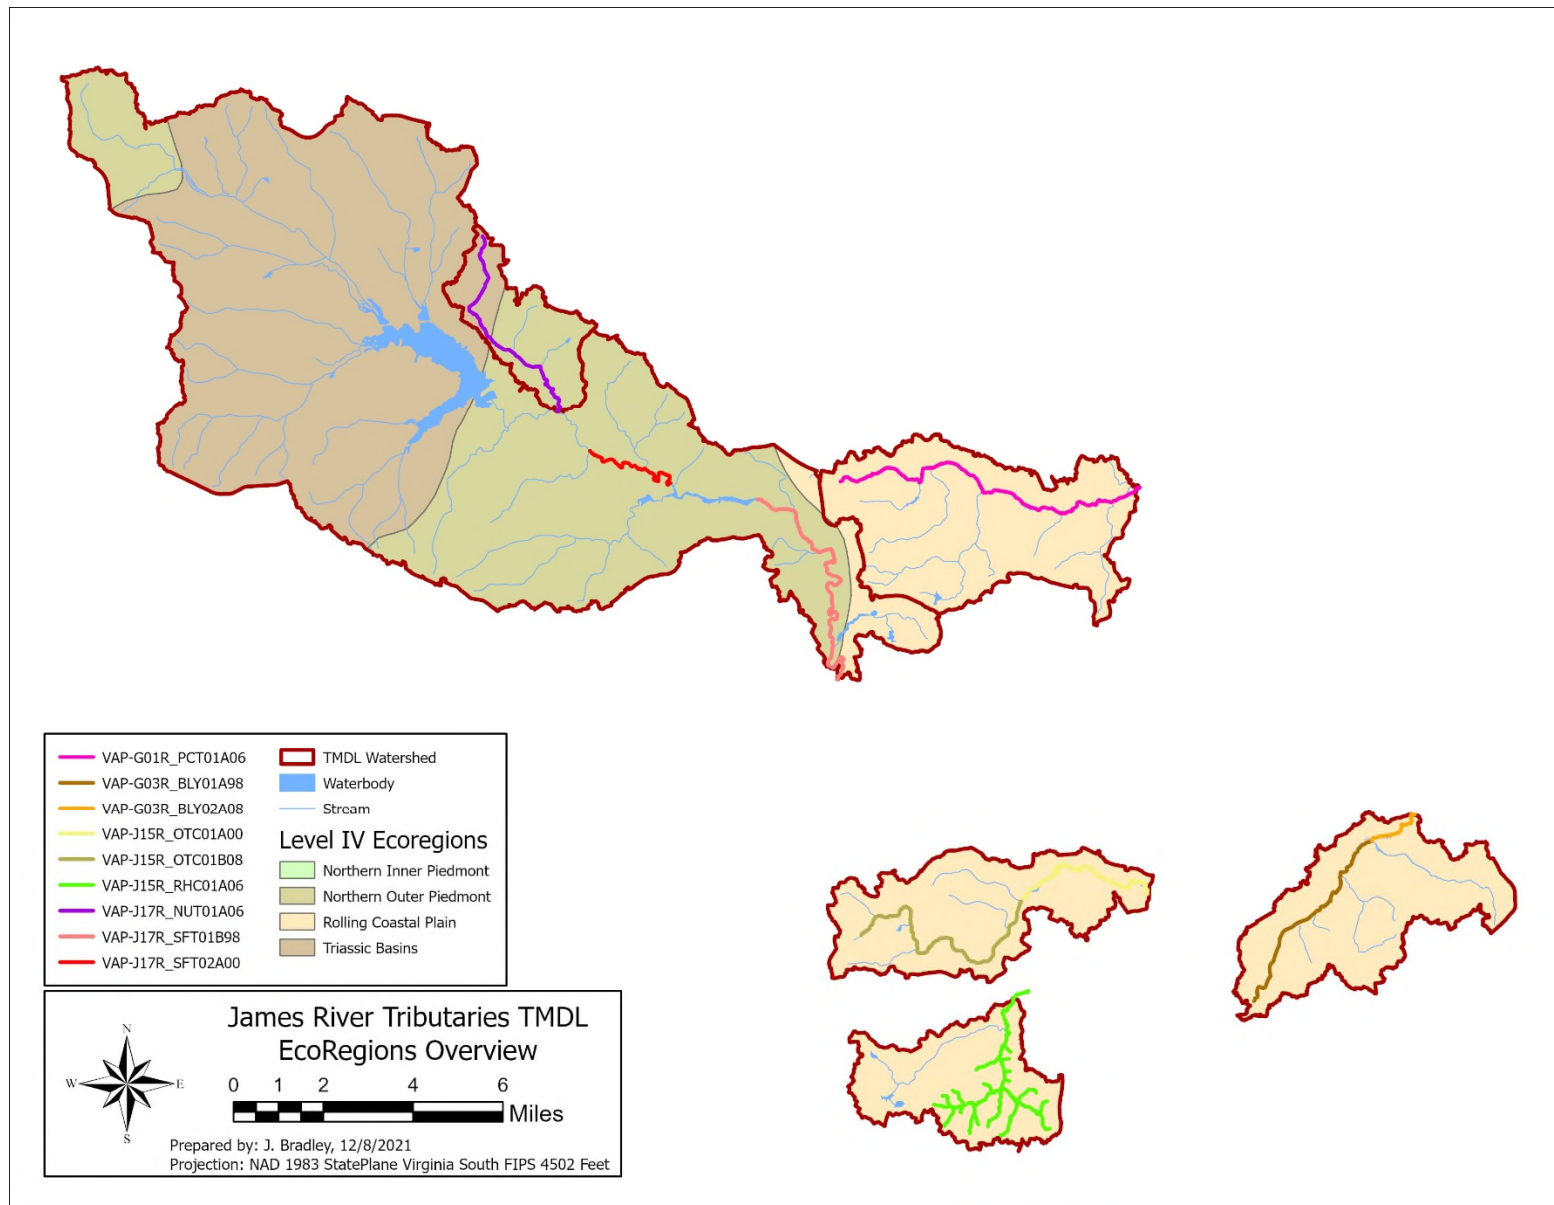 VAP-G01R_PCT01A06
VAP-G03R_BLY01A98
VAP-G03R_BLY02A08
VAP-J15R_OTC01A00
VAP-J15R_OTC01B08
VAP-J15R_RHC01A06
VAP-J17R_NUT01A06
VAP-J17R_SFT01B98
VAP-J17R_SFT02A00
TMDL Watershed
Waterbody
Stream
Level IV Ecoregions
Northern Inner Piedmont
Northern Outer Piedmont
Rolling Coastal Plain
Triassic Basins
N
W E
S
James River Tributaries TMDL
EcoRegions Overview
0 1 2 4 6
Miles
Prepared by: J. Bradley, 12/8/2021
Projection: NAD 1983 StatePlane Virginia South FIPS 4502 Feet